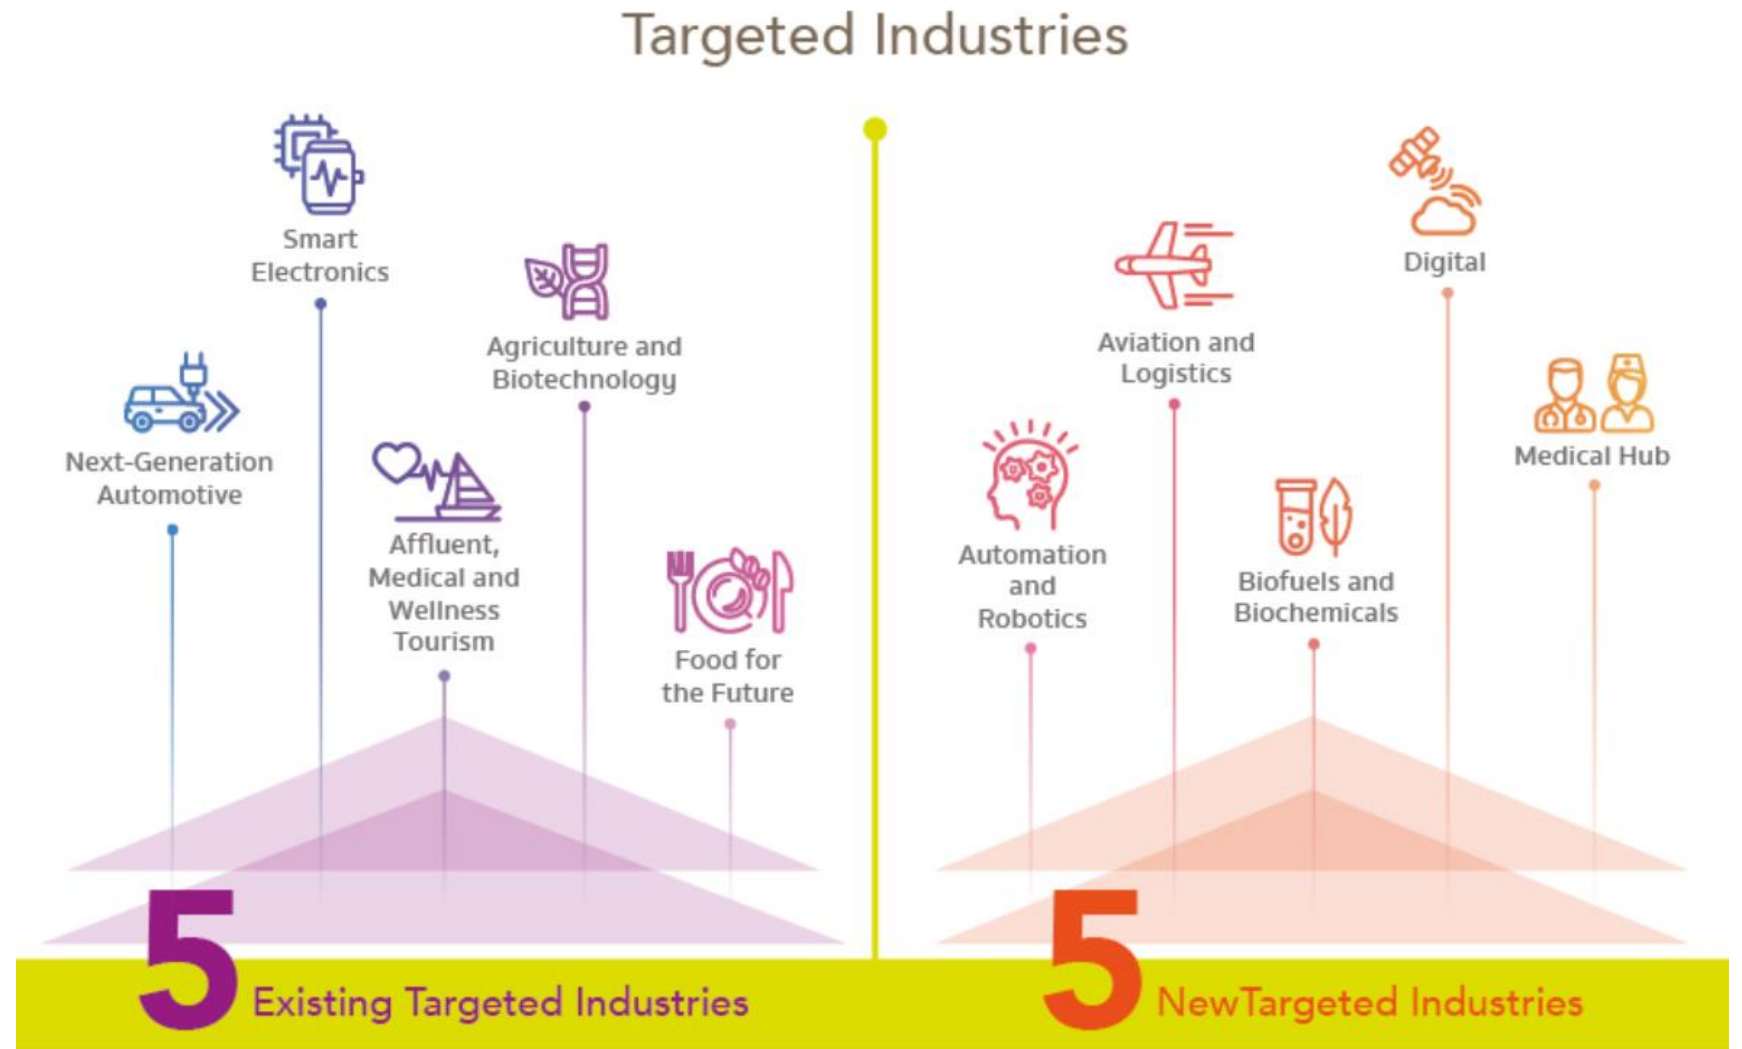 Targeted Industries
Smart
Electronics
Agriculture and
Biotechnology
Next-Generation
Automotive
Affluent,
Medical and
Wellness
Tourism
Food for
the Future
5 Existing Targeted Industries
Digital
Aviation and
Logistics
Medical Hub
Automation
and
Robotics
Biofuels and
Biochemicals
5 NewTargeted Industries